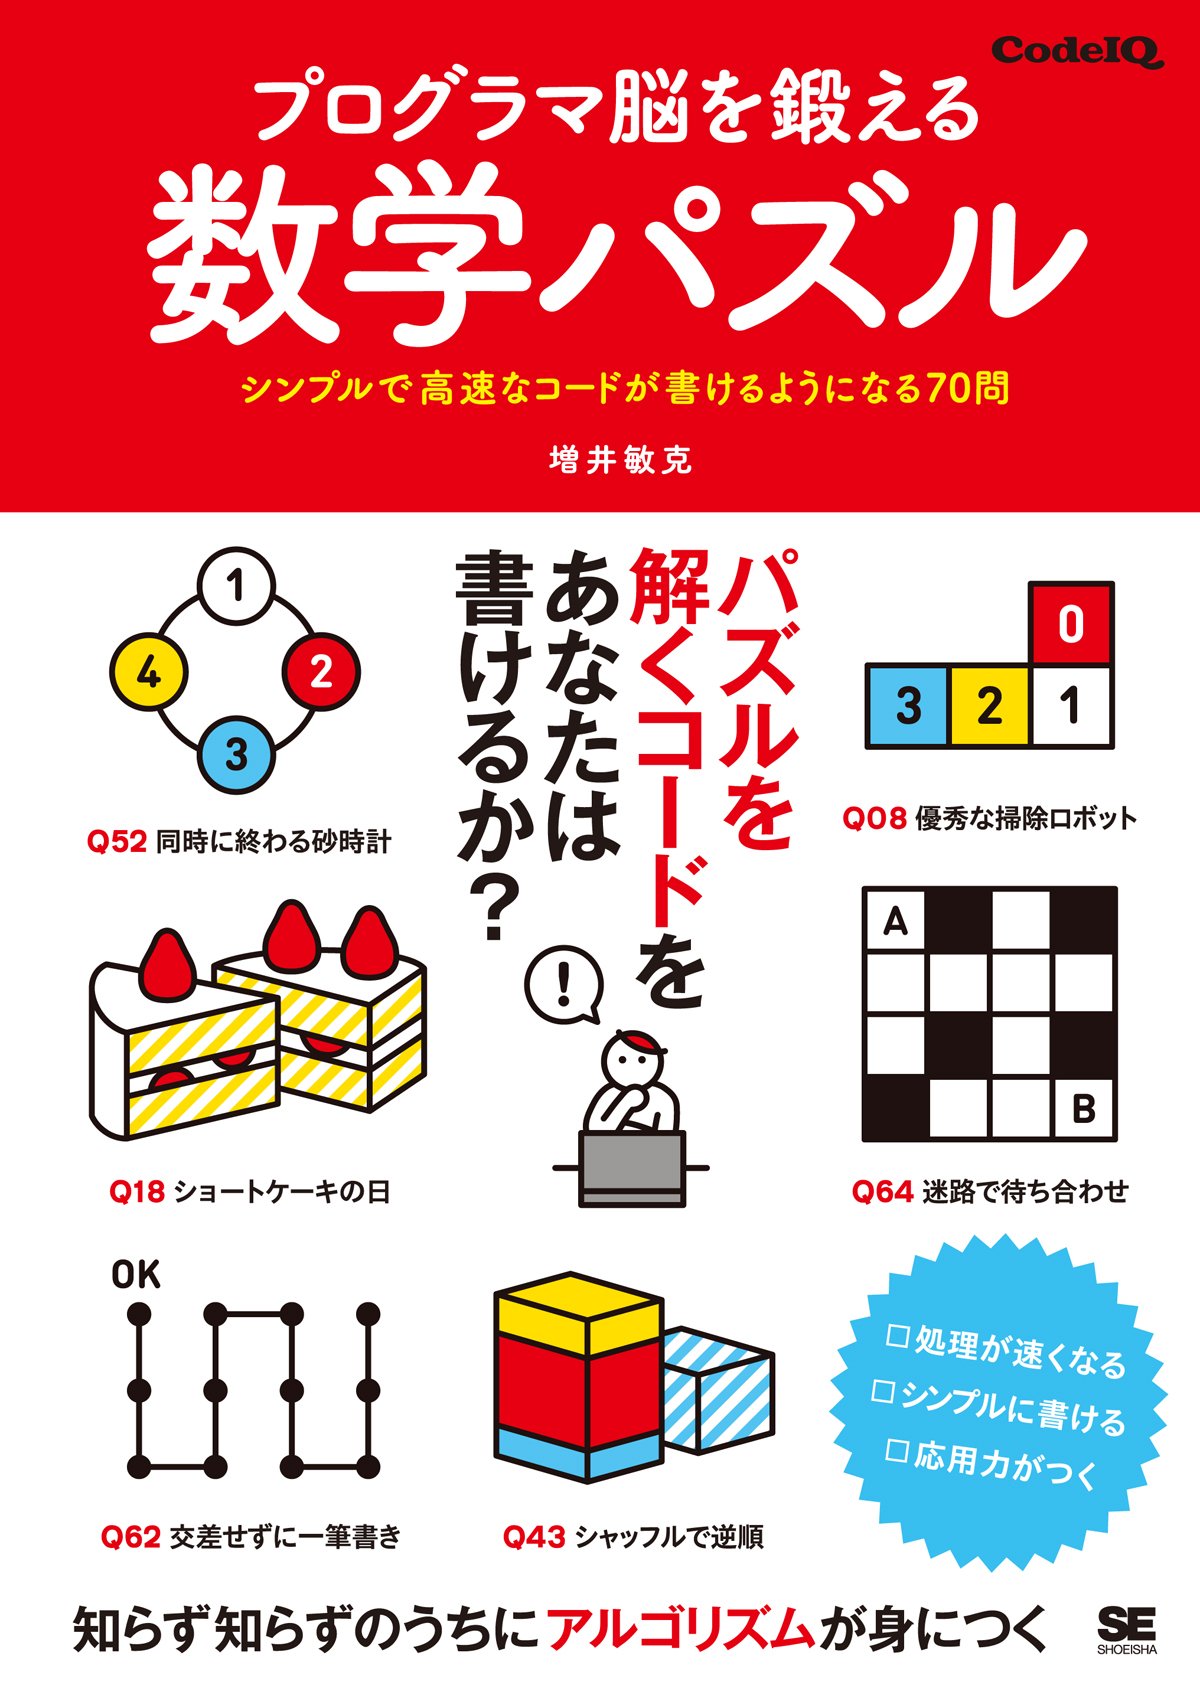 CodeIQ
プログラマ脳を鍛える
数学パズル
シンプルで高速なコードが書けるようになる70問
増井敏克
パズルを
解くコードを
あなたは
書けるか?
1
4
2
3
Q52 同時に終わる砂時計
0
3 2 1
Q08 優秀な掃除ロボット
!
Q18 ショートケーキの日
A
B
Q64 迷路で待ち合わせ
OK
Q62 交差せずに一筆書き
Q43 シャッフルで逆順
□処理が速くなる
□シンプルに書ける
□応用力がつく
知らず知らずのうちにアルゴリズムが身につく
SE
SHOEISHA